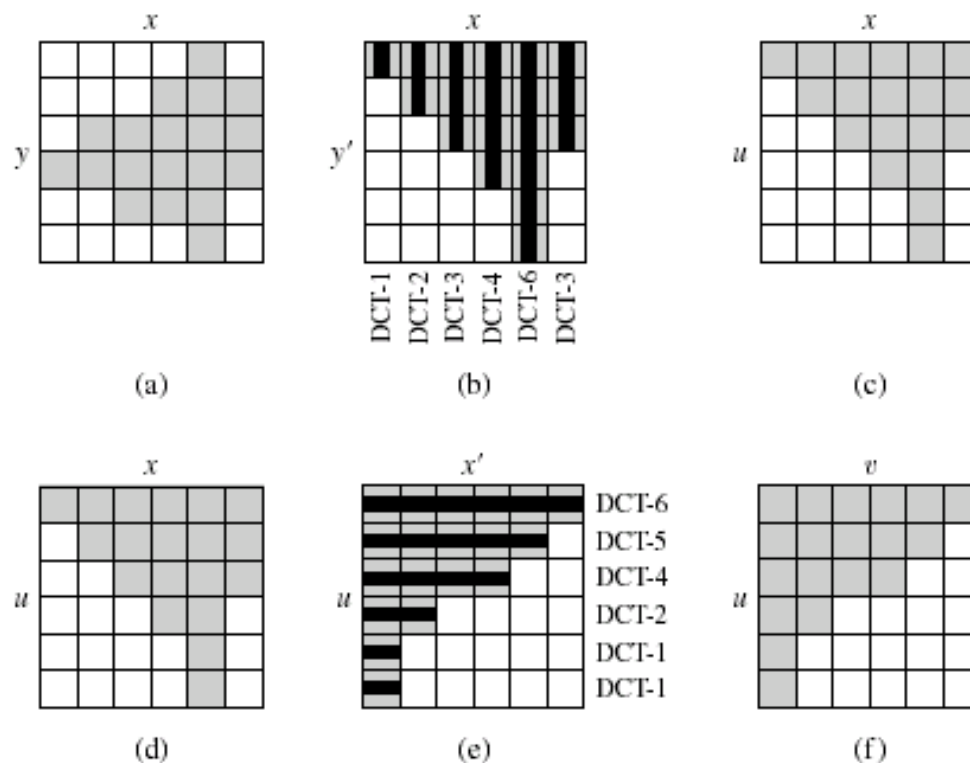 x x x
y y′ u
DCT-1 DCT-2 DCT-3 DCT-4 DCT-6 DCT-3
(a) (b) (c)
x x′ v
DCT-6
DCT-5
DCT-4
u u u
DCT-2
DCT-1
DCT-1
(d) (e) (f)